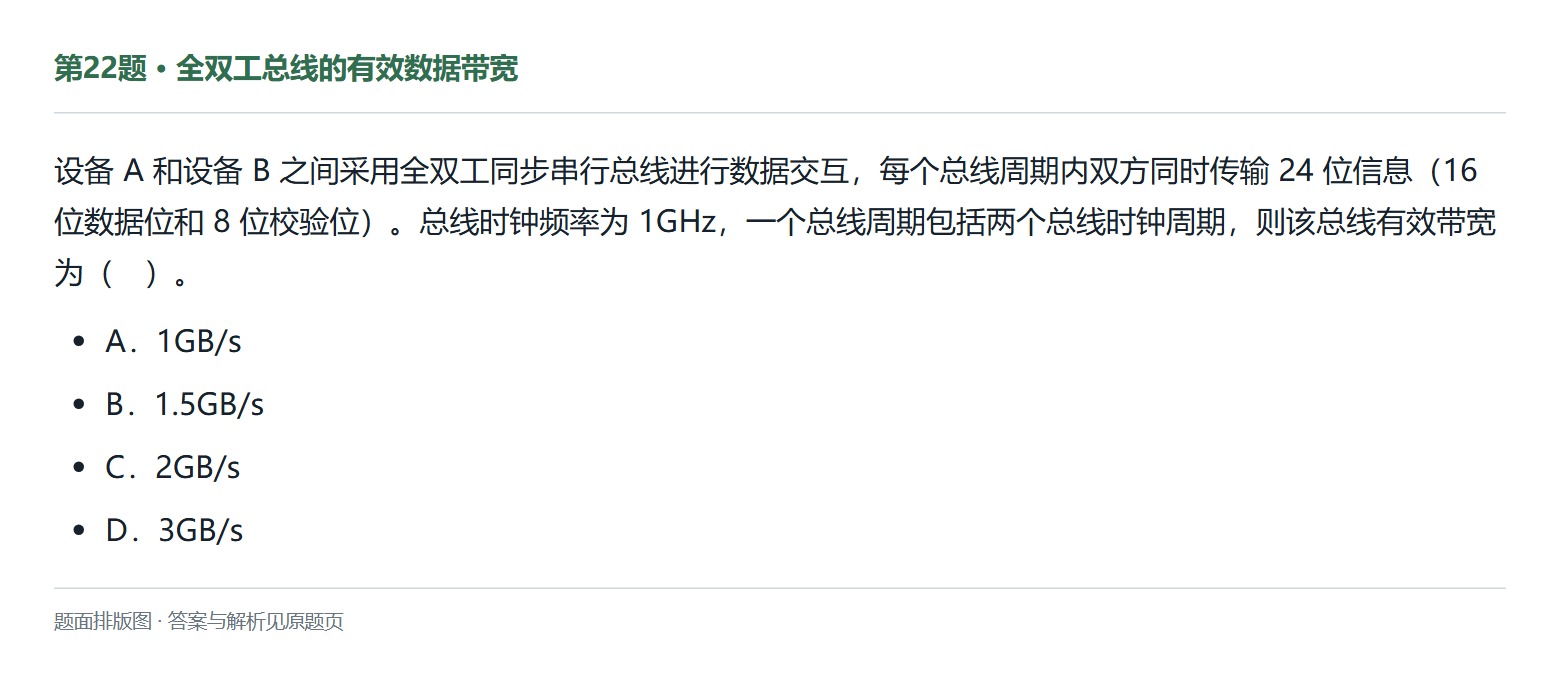 第22题 · 全双工总线的有效数据带宽
设备 A 和设备 B 之间采用全双工同步串行总线进行数据交互，每个总线周期内双方同时传输 24 位信息（16
位数据位和 8 位校验位）。总线时钟频率为 1GHz，一个总线周期包括两个总线时钟周期，则该总线有效带宽
为（　）。
• A．1GB/s
• B．1.5GB/s
• C．2GB/s
• D．3GB/s
题面排版图 · 答案与解析见原题页